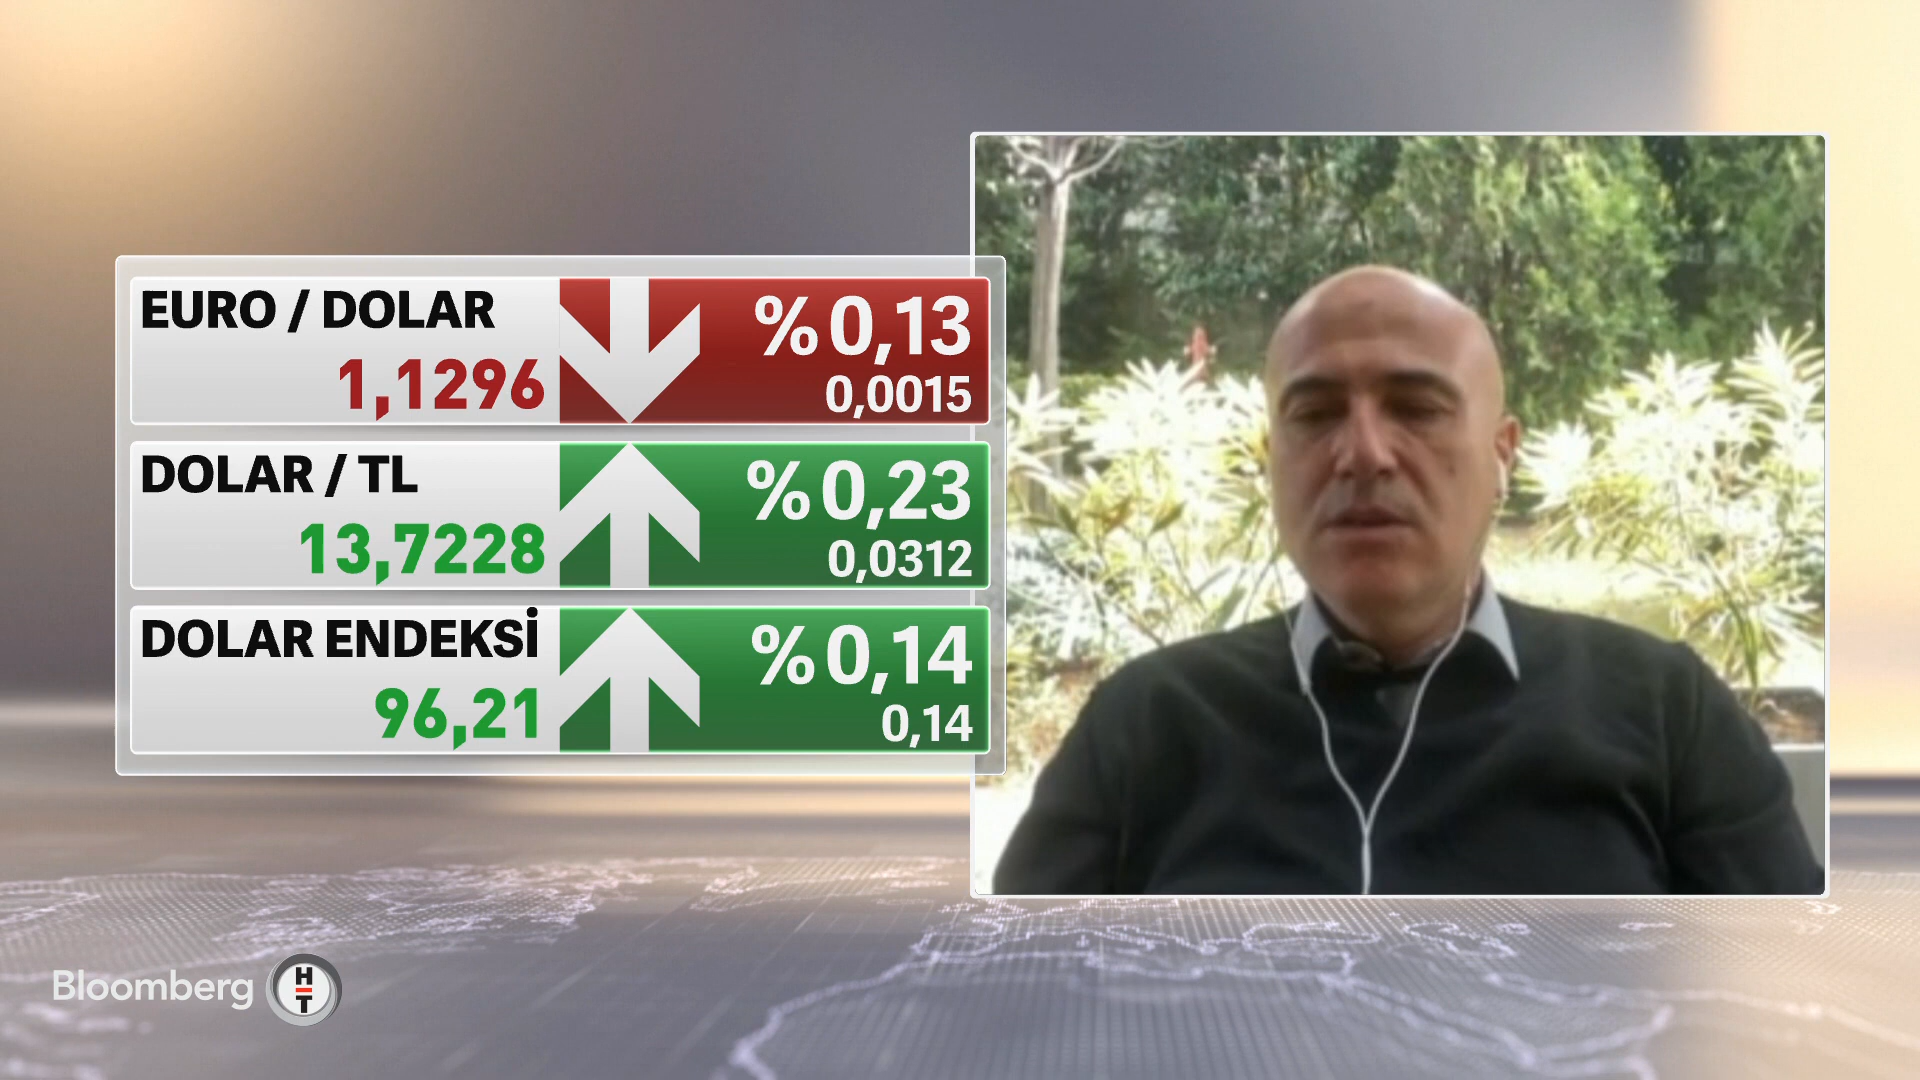 EURO / DOLAR
1,1296
%0,13
0,0015
DOLAR / TL
13,7228
%0,23
0,0312
DOLAR ENDEKSİ
96,21
%0,14
0,14
Bloomberg HT